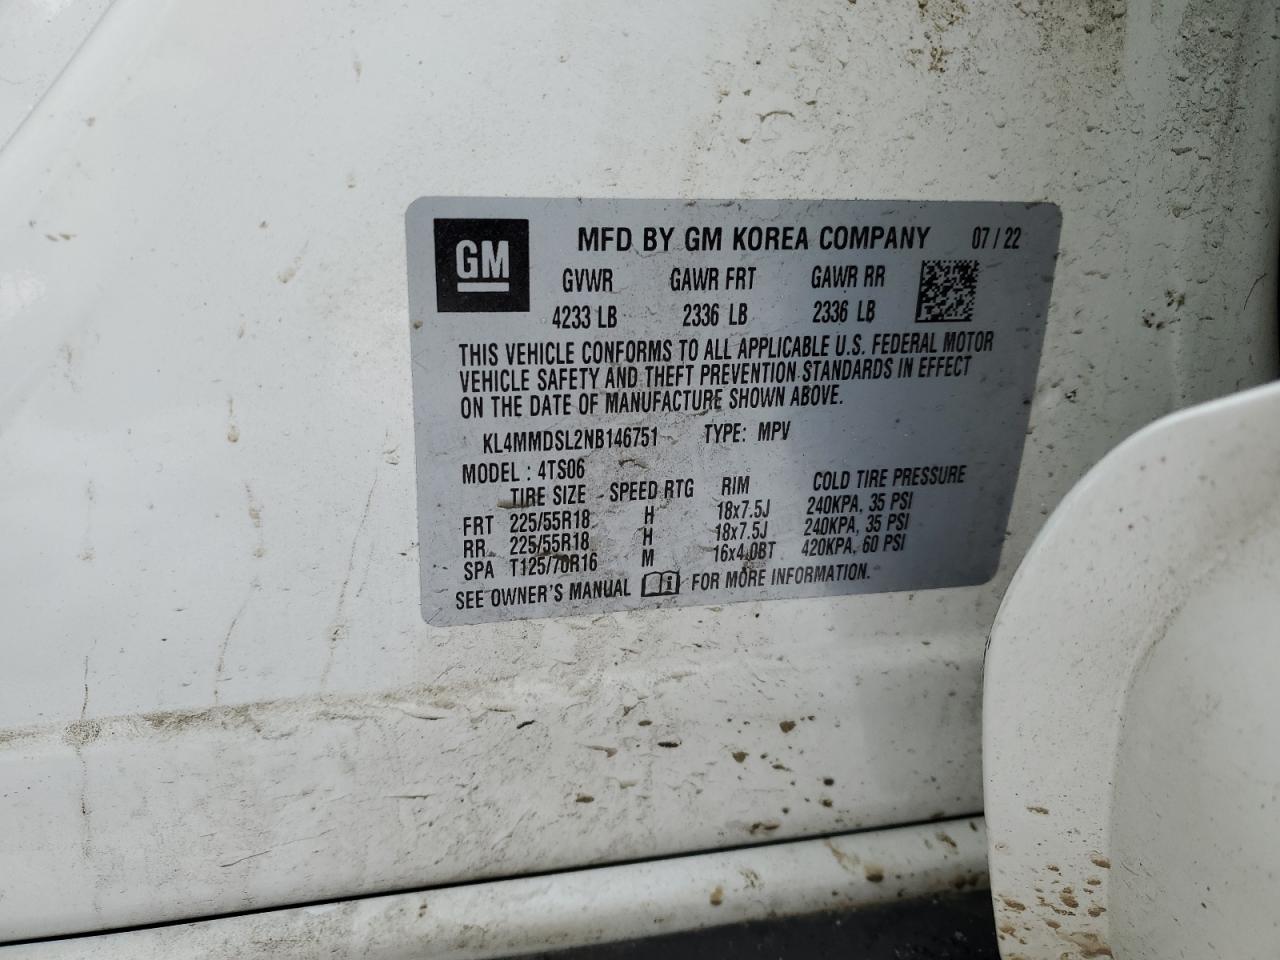 GM
MFD BY GM KOREA COMPANY 07 / 22
GVWR GAWR FRT GAWR RR
4233 LB 2336 LB 2336 LB
THIS VEHICLE CONFORMS TO ALL APPLICABLE U.S. FEDERAL MOTOR
VEHICLE SAFETY AND THEFT PREVENTION STANDARDS IN EFFECT
ON THE DATE OF MANUFACTURE SHOWN ABOVE.
KL4MMDSL2NB146751 TYPE: MPV
MODEL : 4TS06
TIRE SIZE SPEED RTG RIM COLD TIRE PRESSURE
FRT 225/55R18 H 18x7.5J 240KPA, 35 PSI
RR 225/55R18 H 18x7.5J 240KPA, 35 PSI
SPA T125/70R16 M 16x4.0BT 420KPA, 60 PSI
SEE OWNER'S MANUAL i FOR MORE INFORMATION.